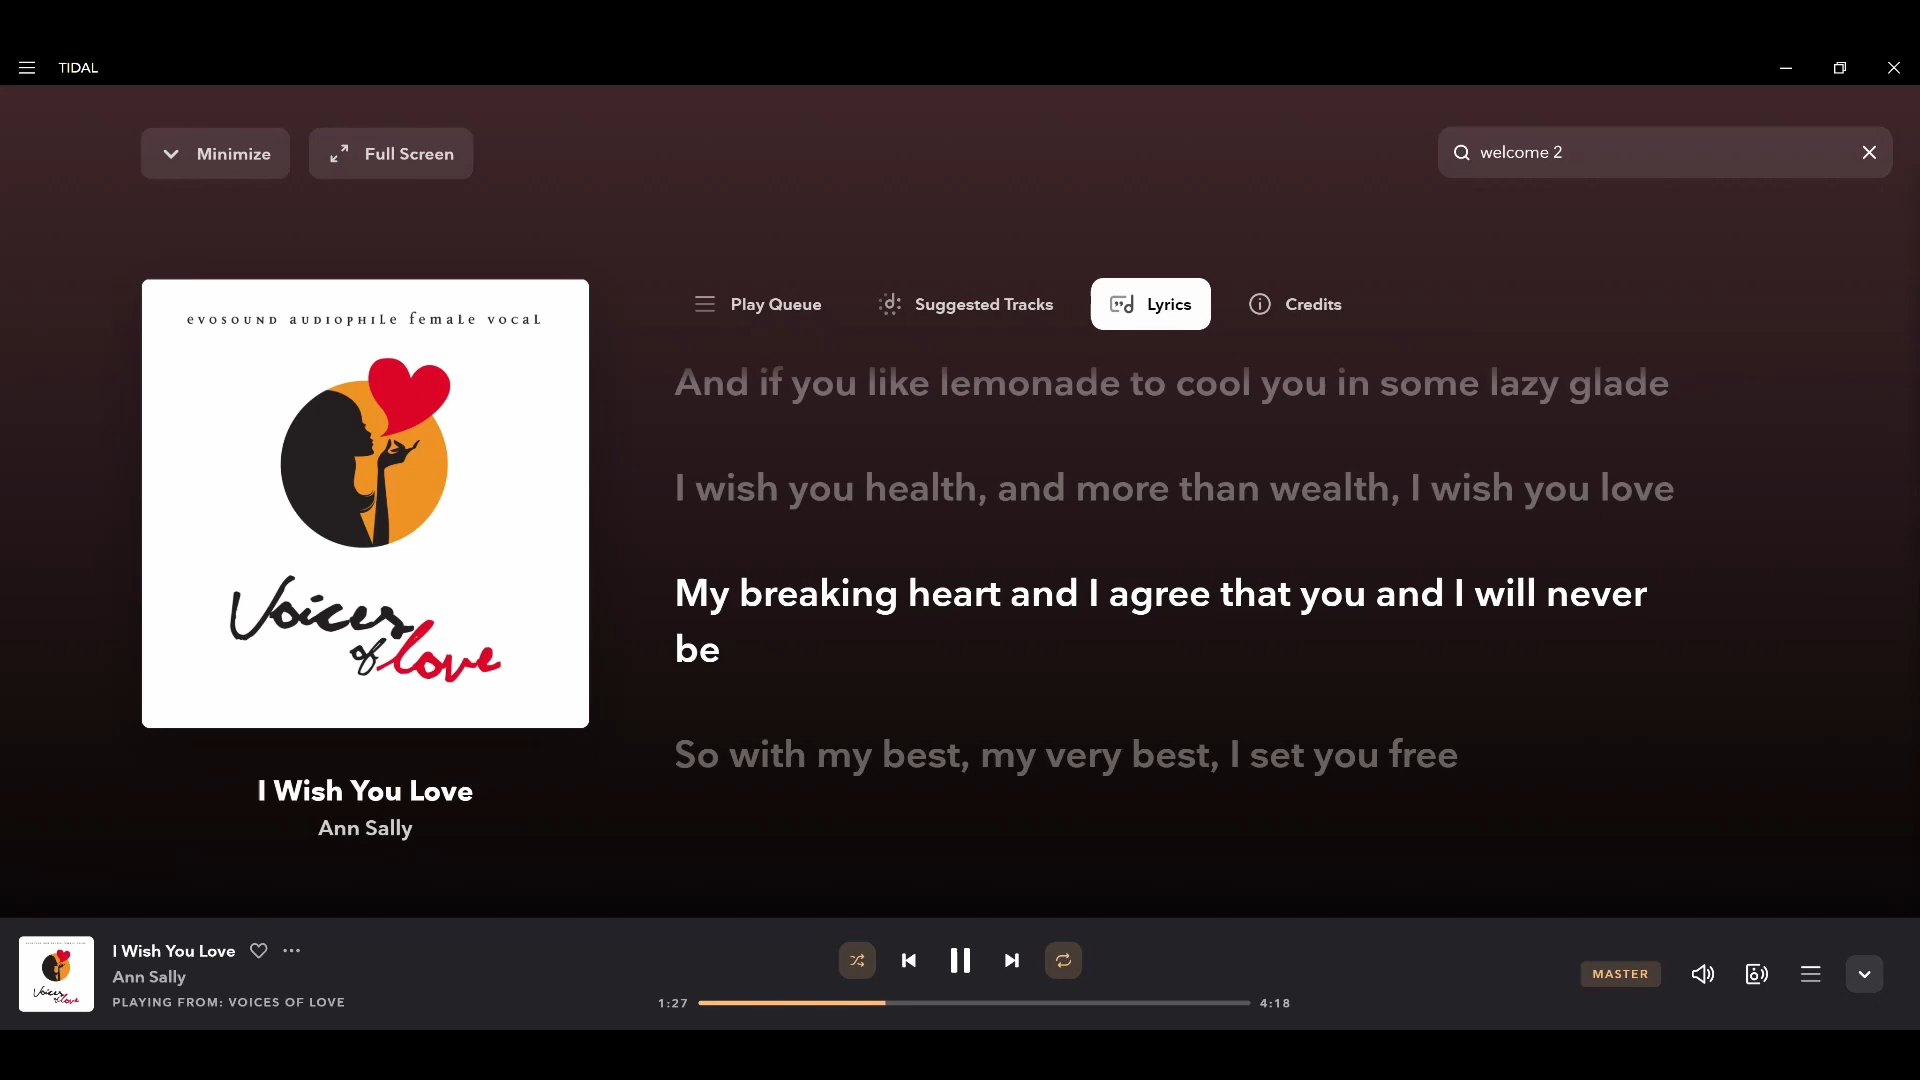 TIDAL
Minimize
Full Screen
welcome 2
evosound audiophile female vocal
Voices
of love
Play Queue
Suggested Tracks
Lyrics
Credits
And if you like lemonade to cool you in some lazy glade
I wish you health, and more than wealth, I wish you love
My breaking heart and I agree that you and I will never
be
So with my best, my very best, I set you free
I Wish You Love
Ann Sally
Voices
of love
I Wish You Love
Ann Sally
PLAYING FROM: VOICES OF LOVE
1:27
4:18
MASTER